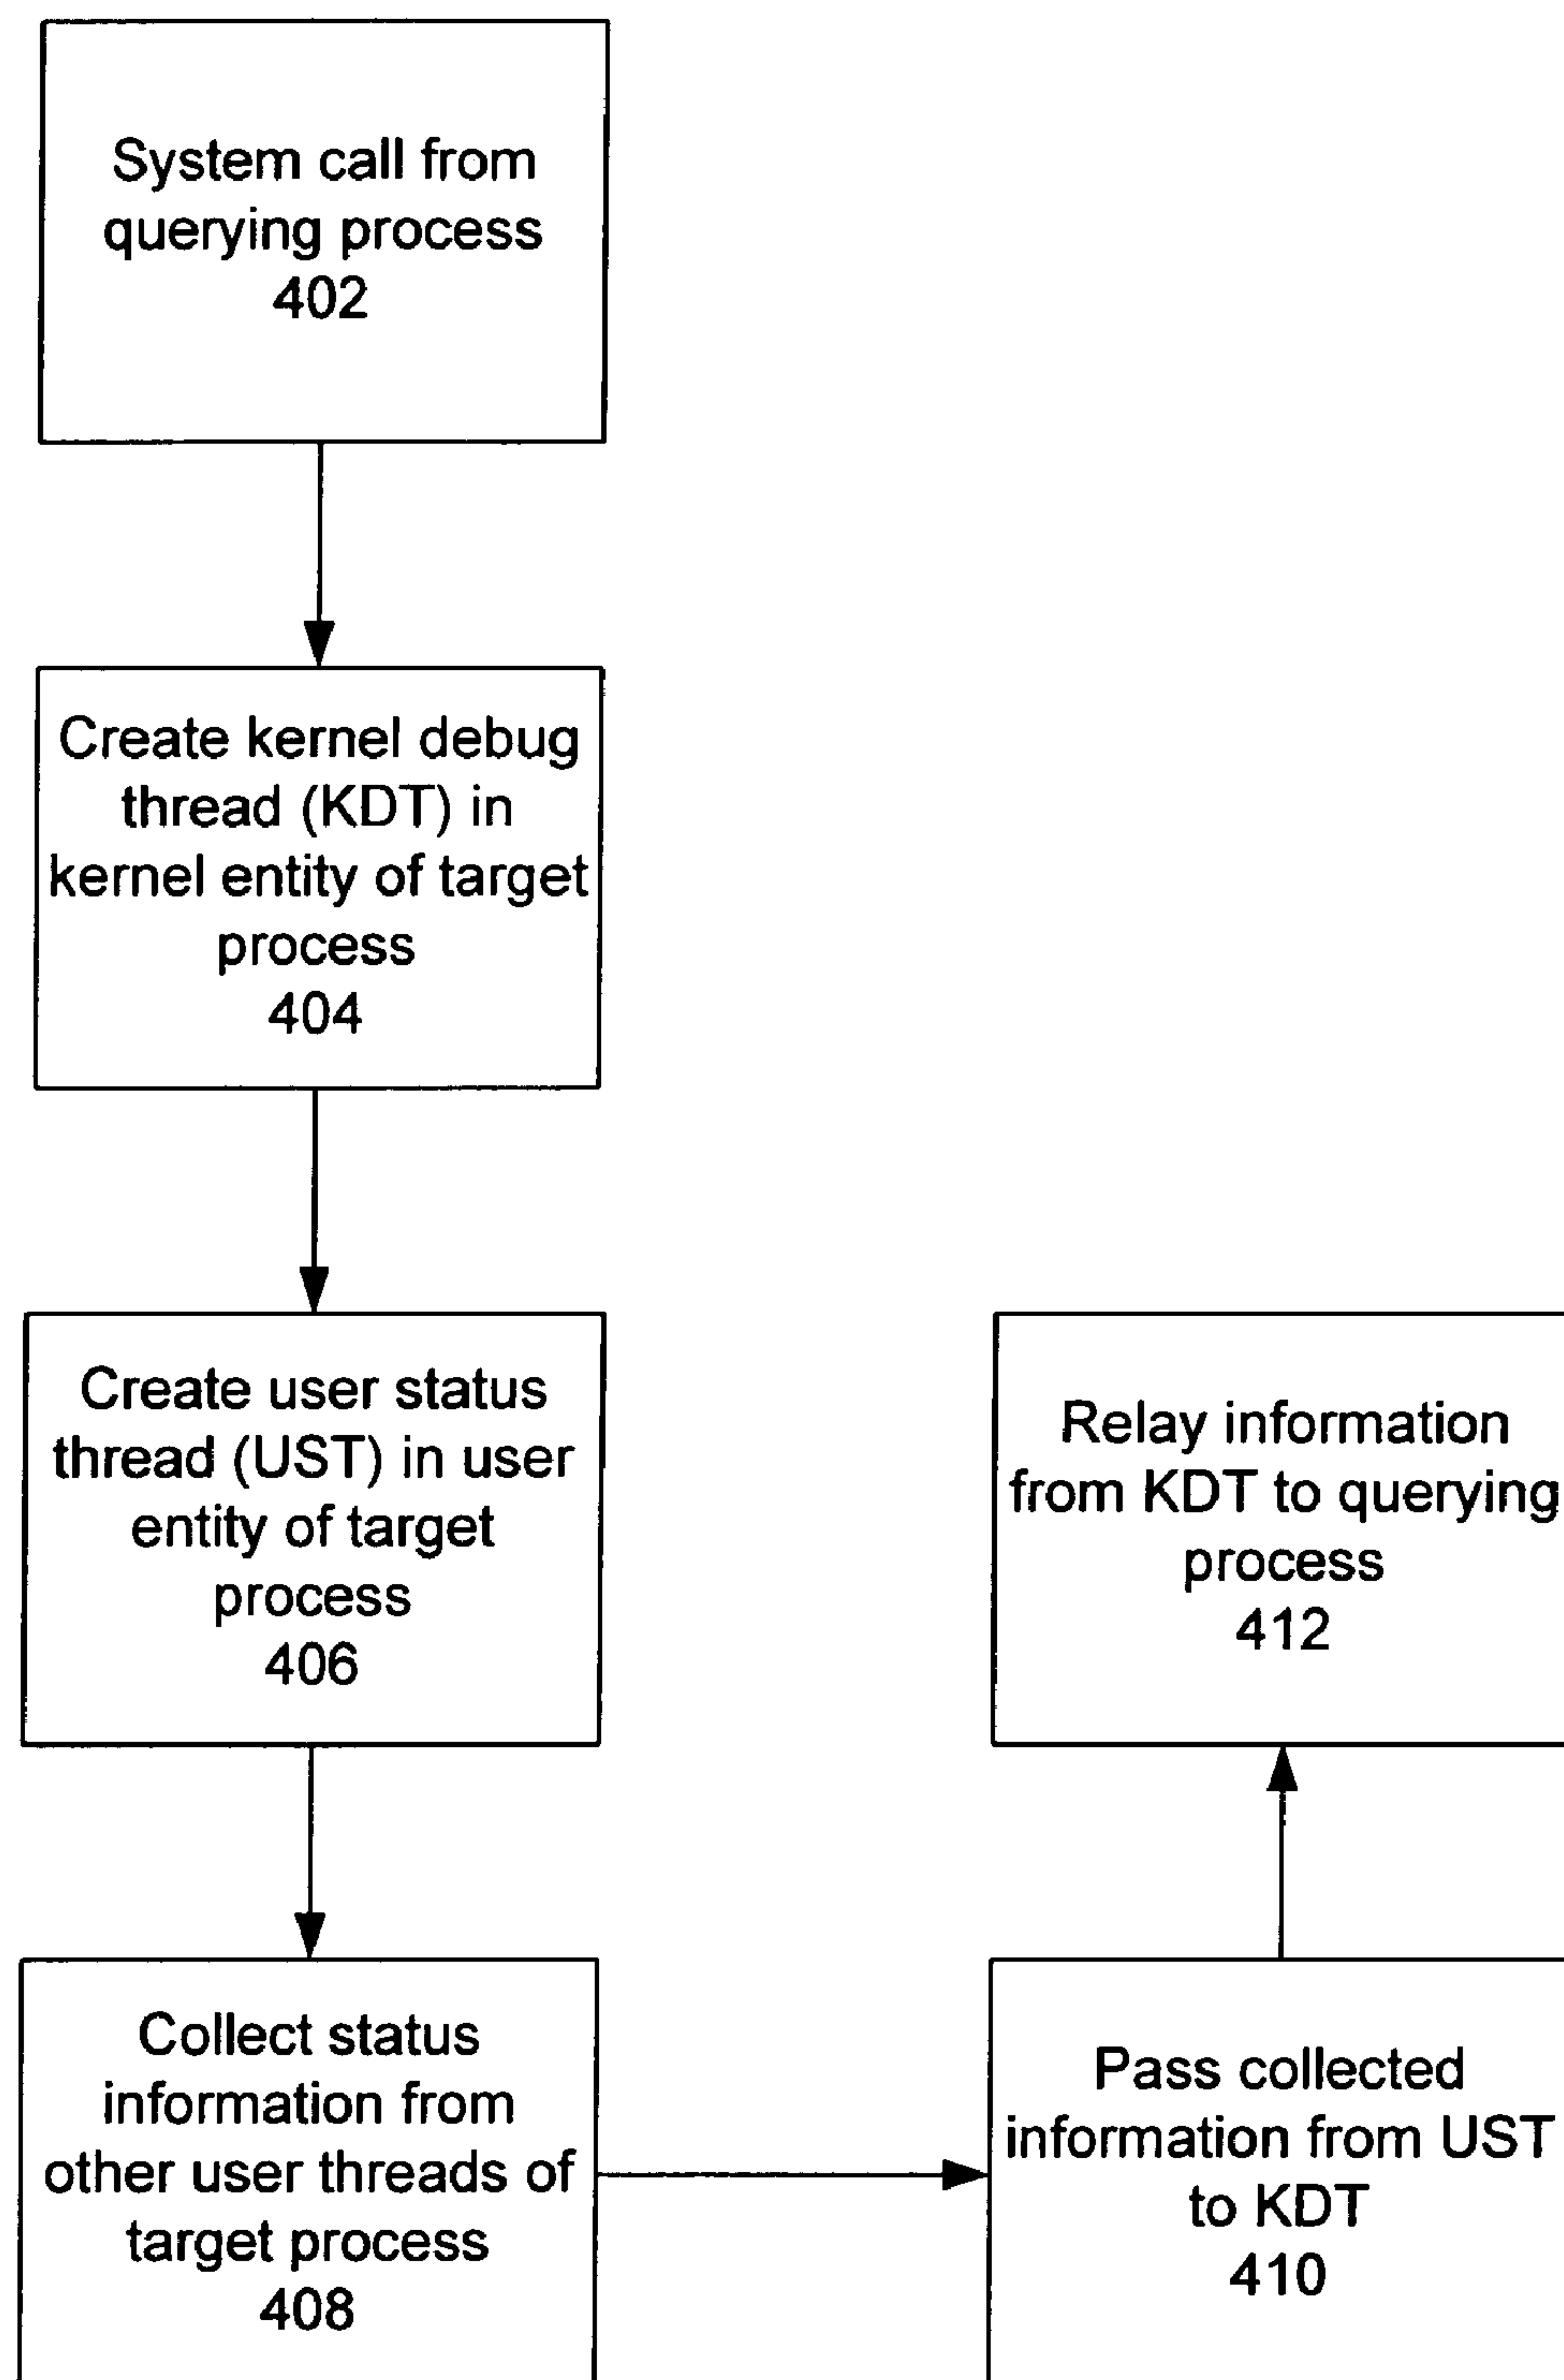 System call from
querying process
402
Create kernel debug
thread (KDT) in
kernel entity of target
process
404
Create user status
thread (UST) in user
entity of target
process
406
Collect status
information from
other user threads of
target process
408
Pass collected
information from UST
to KDT
410
Relay information
from KDT to querying
process
412